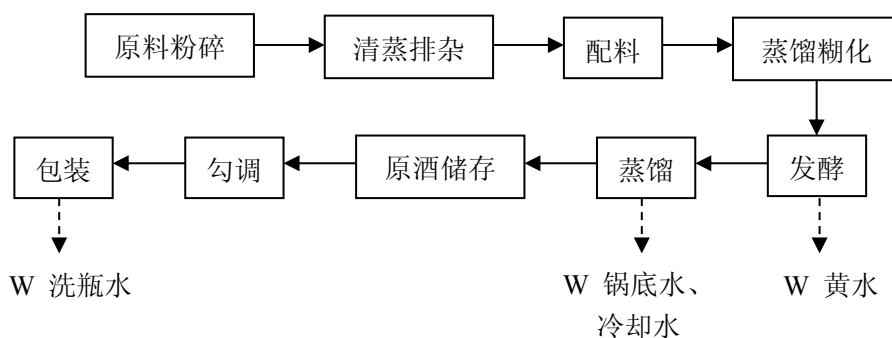 原料粉碎
清蒸排杂
配料
蒸馏糊化
包装
勾调
原酒储存
蒸馏
发酵
W 洗瓶水
W 锅底水、
冷却水
W 黄水